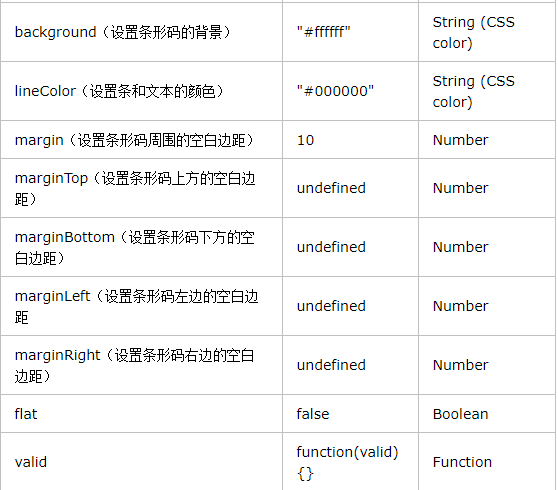 background（设置条形码的背景） "#ffffff" String (CSS
color)
lineColor（设置条和文本的颜色） "#000000" String (CSS
color)
margin（设置条形码周围的空白边距） 10 Number
marginTop（设置条形码上方的空白边
距） undefined Number
marginBottom（设置条形码下方的空
白边距） undefined Number
marginLeft（设置条形码左边的空白边
距 undefined Number
marginRight（设置条形码右边的空白
边距） undefined Number
flat false Boolean
valid function(valid)
{} Function